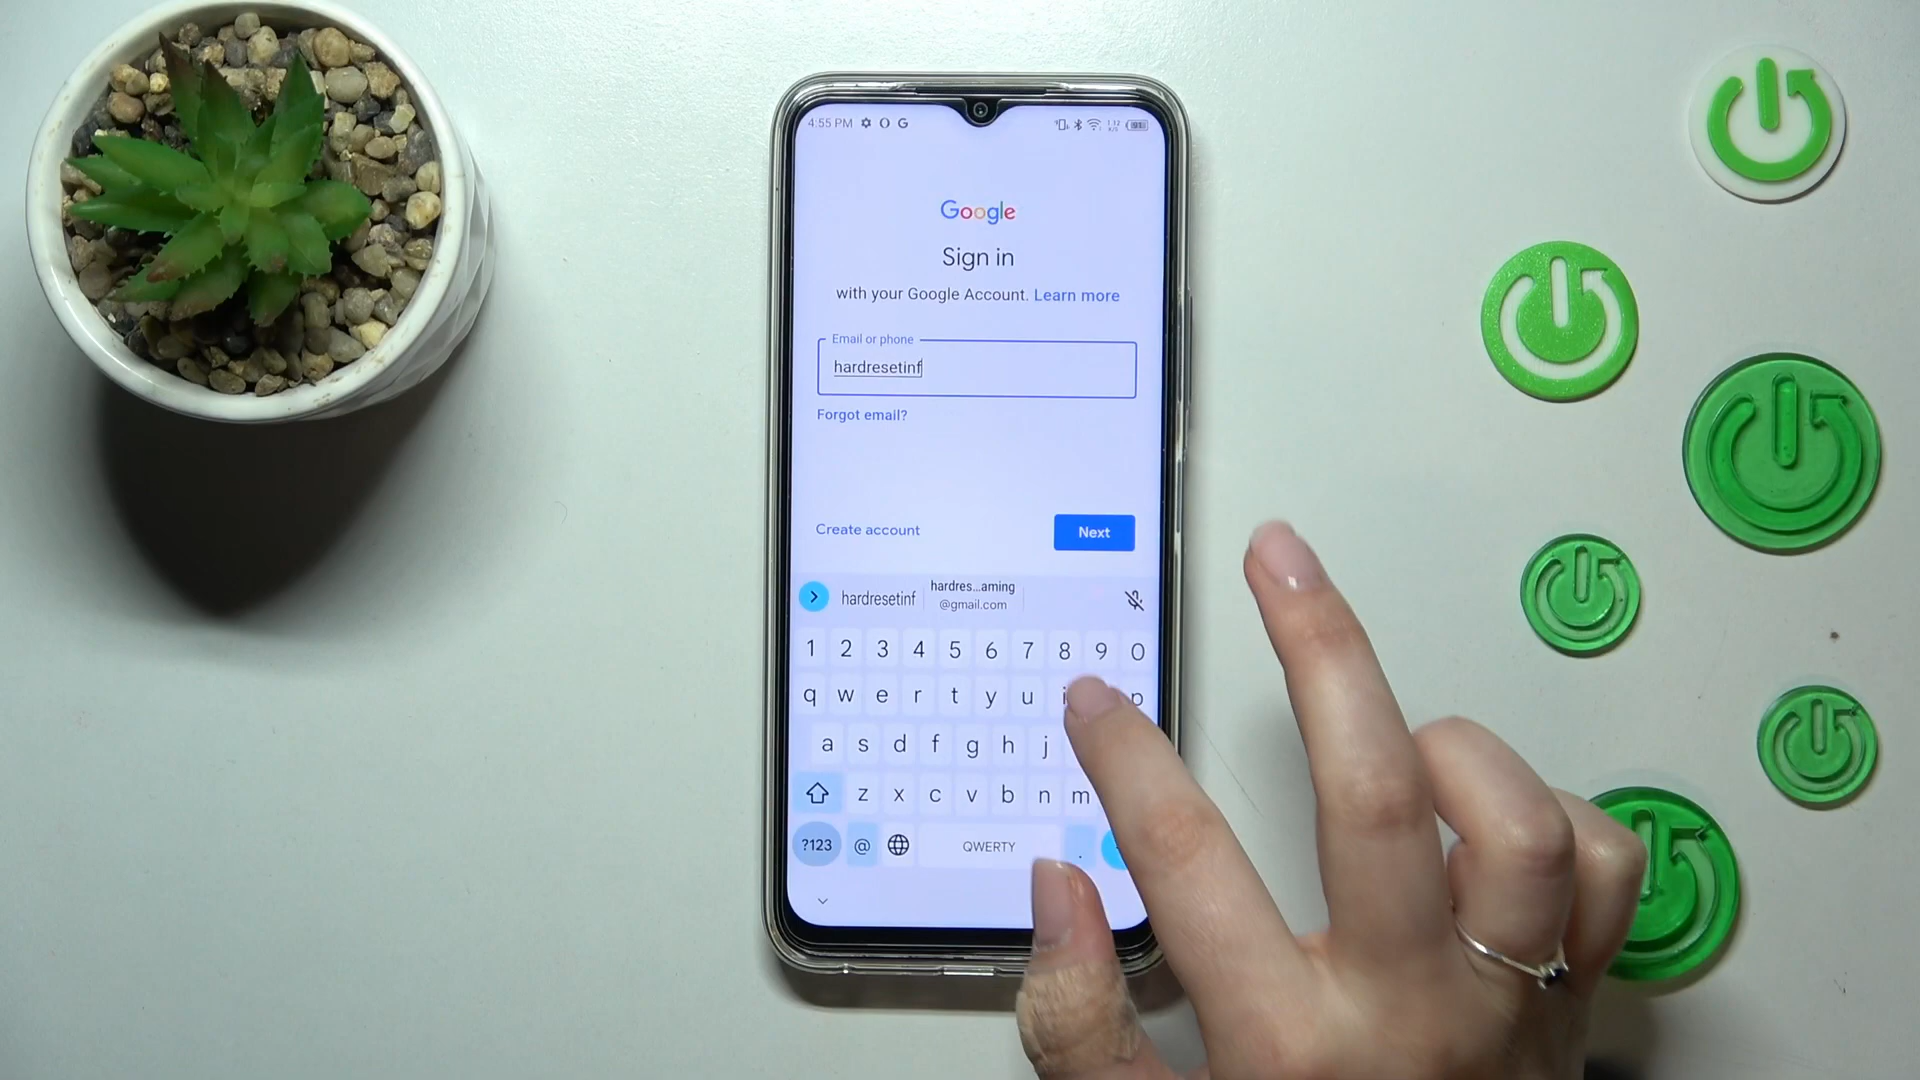 4:55 PM
Google
Sign in
with your Google Account. Learn more
Email or phone
hardresetinf
Forgot email?
Create account
Next
hardresetinf
hardres...aming
@gmail.com
1 2 3 4 5 6 7 8 9 0
q w e r t y u i p
a s d f g h j
z x c v b n m
?123 @ QWERTY .